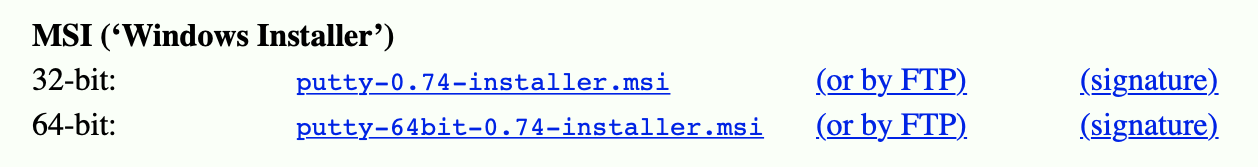 MSI (‘Windows Installer’)
32-bit: putty-0.74-installer.msi (or by FTP) (signature)
64-bit: putty-64bit-0.74-installer.msi (or by FTP) (signature)